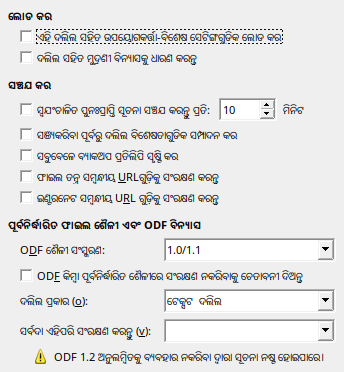 ଲୋଡ କର
ଏହି ଦଲିଲ ସହିତ ଉପଯୋଗକର୍ତ୍ତା-ବିଶେଷ ସେଟିଙ୍ଗଗୁଡିକ ଲୋଡ କର
ଦଲିଲ ସହିତ ମୁଦ୍ରଣୀ ବିନ୍ୟାସକୁ ଧାରଣ କରନ୍ତୁ
ସଞ୍ଚୟ କର
ସ୍ୱୟଂଚାଳିତ ପୁନଃପ୍ରାପ୍ତି ସୂଚନା ସଞ୍ଚୟ କରନ୍ତୁ ପ୍ରତି: 10 ମିନିଟ
ସଞ୍ଚୟକରିବା ପୂର୍ବରୁ ଦଲିଲ ବିଶେଷତାଗୁଡିକ ସମ୍ପାଦନ କର
ସବୁବେଳେ ବ୍ୟାକଅପ ପ୍ରତିଲିପି ସୃଷ୍ଟି କର
ଫାଇଲ ତନ୍ତ୍ର ସମ୍ବନ୍ଧୀୟ URLଗୁଡ଼ିକୁ ସଂରକ୍ଷଣ କରନ୍ତୁ
ଇଣ୍ଟରନେଟ ସମ୍ବନ୍ଧୀୟ URL ଗୁଡ଼ିକୁ ସଂରକ୍ଷଣ କରନ୍ତୁ
ପୂର୍ବନିର୍ଦ୍ଧାରିତ ଫାଇଲ ଶୈଳୀ ଏବଂ ODF ବିନ୍ୟାସ
ODF ଶୈଳୀ ସଂସ୍କରଣ: 1.0/1.1
ODF କିମ୍ବା ପୂର୍ବନିର୍ଦ୍ଧାରିତ ଶୈଳୀରେ ସଂରକ୍ଷଣ ନକରିବାକୁ ଚେତାବନୀ ଦିଅନ୍ତୁ
ଦଲିଲ ପ୍ରକାର (o): ଟେକ୍ସଟ ଦଲିଲ
ସର୍ବଦା ଏହିପରି ସଂରକ୍ଷଣ କରନ୍ତୁ (v):
ODF 1.2 ଅନୁଲମ୍ବିତକୁ ବ୍ୟବହାର ନକରିବା ଦ୍ୱାରା ସୂଚନା ନଷ୍ଟ ହୋଇପାରେ।